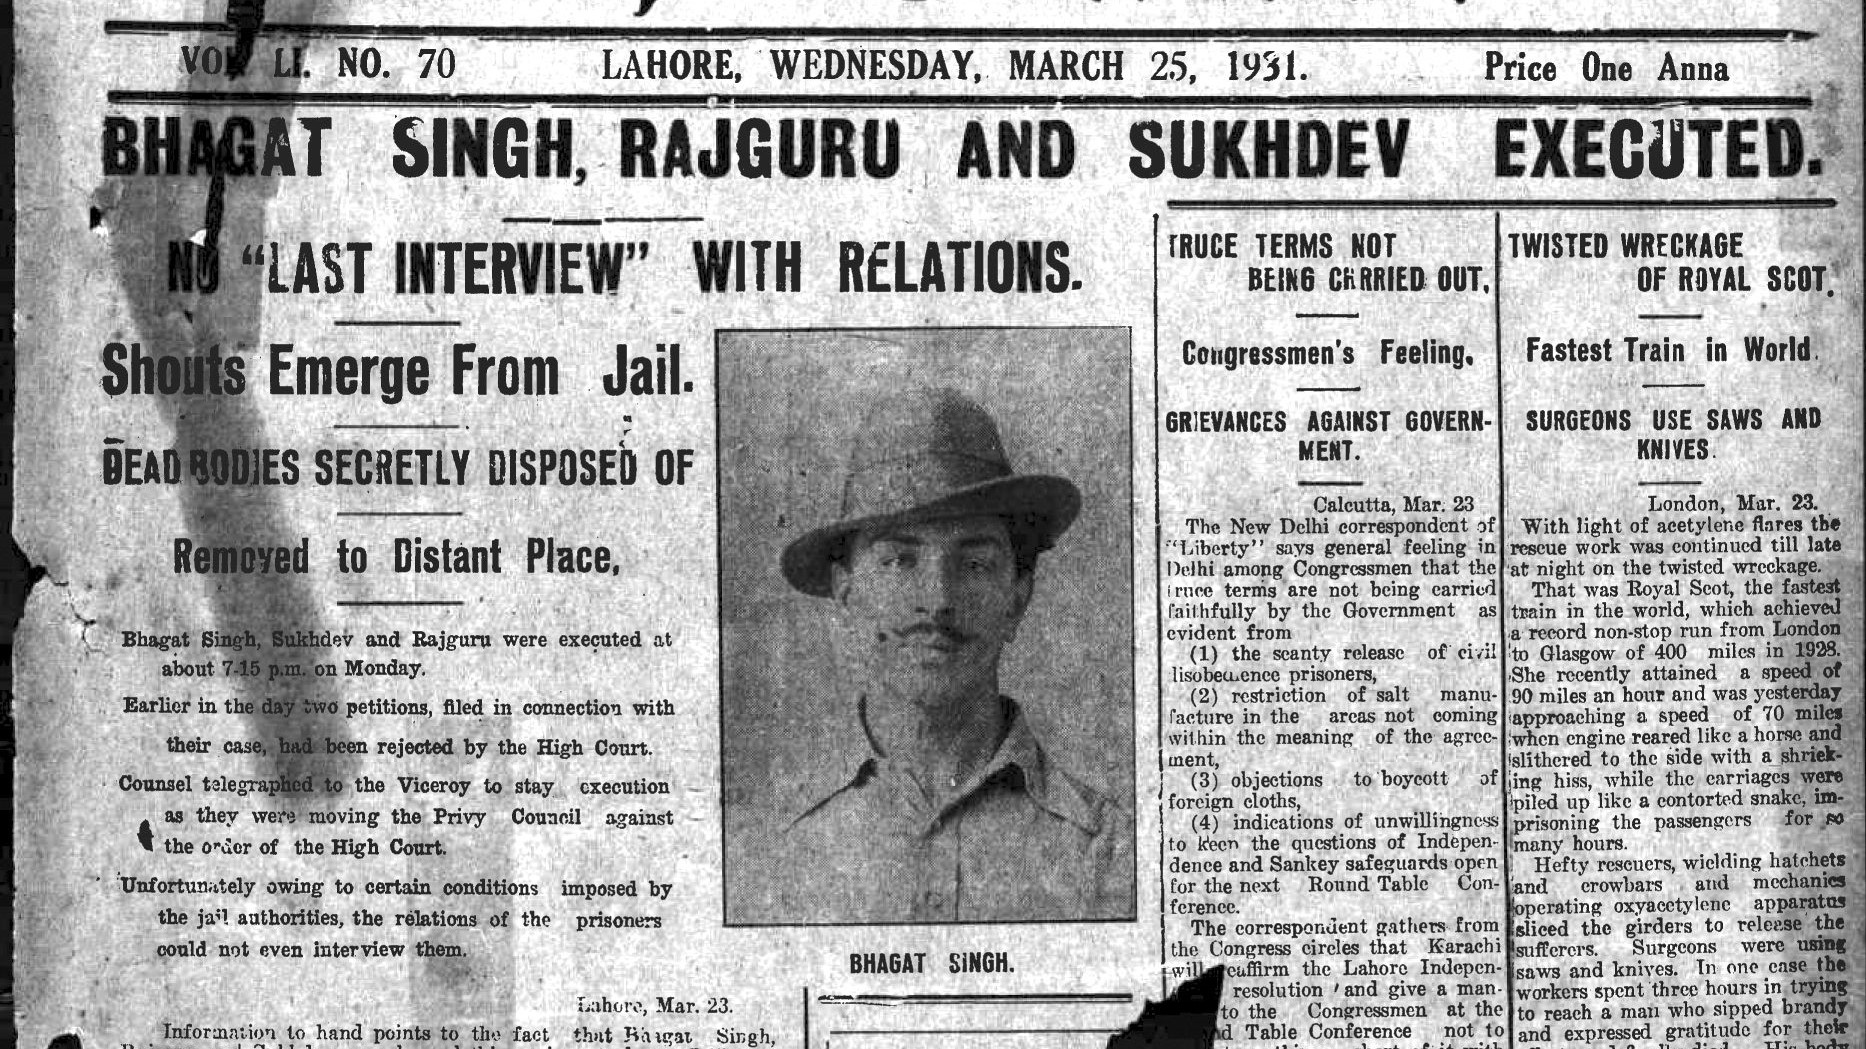 VOL. LI. NO. 70 LAHORE, WEDNESDAY, MARCH 25, 1931. Price One Anna
BHAGAT SINGH, RAJGURU AND SUKHDEV EXECUTED.
NO "LAST INTERVIEW" WITH RELATIONS.
Shouts Emerge From Jail.
DEAD BODIES SECRETLY DISPOSED OF
Removed to Distant Place,
Bhagat Singh, Sukhdev and Rajguru were executed at
about 7-15 p.m. on Monday.
Earlier in the day two petitions, filed in connection with
their case, had been rejected by the High Court.
Counsel telegraphed to the Viceroy to stay execution
as they were moving the Privy Council against
the order of the High Court.
Unfortunately owing to certain conditions imposed by
the jail authorities, the relations of the prisoners
could not even interview them.
Lahore, Mar. 23.
Information to hand points to the fact that Bhagat Singh,
BHAGAT SINGH.
TRUCE TERMS NOT
BEING CARRIED OUT,
Congressmen's Feeling,
GRIEVANCES AGAINST GOVERN-
MENT.
Calcutta, Mar. 23
The New Delhi correspondent of
"Liberty" says general feeling in
Delhi among Congressmen that the
truce terms are not being carried
faithfully by the Government as
evident from
(1) the scanty release of civil
disobedience prisoners,
(2) restriction of salt manu-
facture in the areas not coming
within the meaning of the agree-
ment,
(3) objections to boycott of
foreign cloths,
(4) indications of unwillingness
to keep the questions of Indepen-
dence and Sankey safeguards open
for the next Round Table Con-
ference.
The correspondent gathers from
the Congress circles that Karachi
will reaffirm the Lahore Indepen-
resolution and give a man-
to the Congressmen at the
Table Conference not to
TWISTED WRECKAGE
OF ROYAL SCOT.
Fastest Train in World.
SURGEONS USE SAWS AND
KNIVES.
London, Mar. 23.
With light of acetylene flares the
rescue work was continued till late
at night on the twisted wreckage.
That was Royal Scot, the fastest
train in the world, which achieved
a record non-stop run from London
to Glasgow of 400 miles in 1928.
She recently attained a speed of
90 miles an hour and was yesterday
approaching a speed of 70 miles
when engine reared like a horse and
slithered to the side with a shriek-
ing hiss, while the carriages were
piled up like a contorted snake, im-
prisoning the passengers for so
many hours.
Hefty rescuers, wielding hatchets
and crowbars and mechanics
operating oxyacetylene apparatus
sliced the girders to release the
sufferers. Surgeons were using
saws and knives. In one case the
workers spent three hours in trying
to reach a man who sipped brandy
and expressed gratitude for their